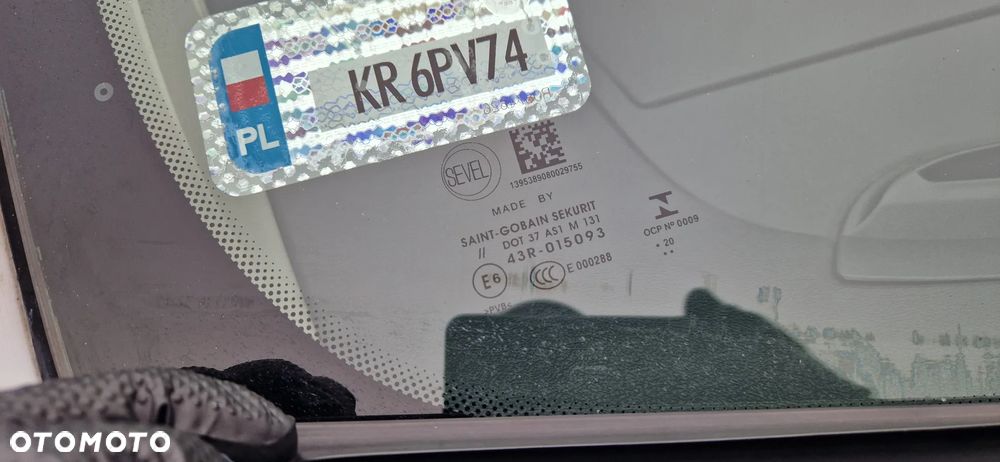 KR 6PV74
PL
SEVEL
1395389080029755
MADE BY
SAINT-GOBAIN SEKURIT
// DOT 37 AS1 M 131
43R-015093
E6 CCC E 000288
>PVB<
OCP Nº 0009
20
OTOMOTO